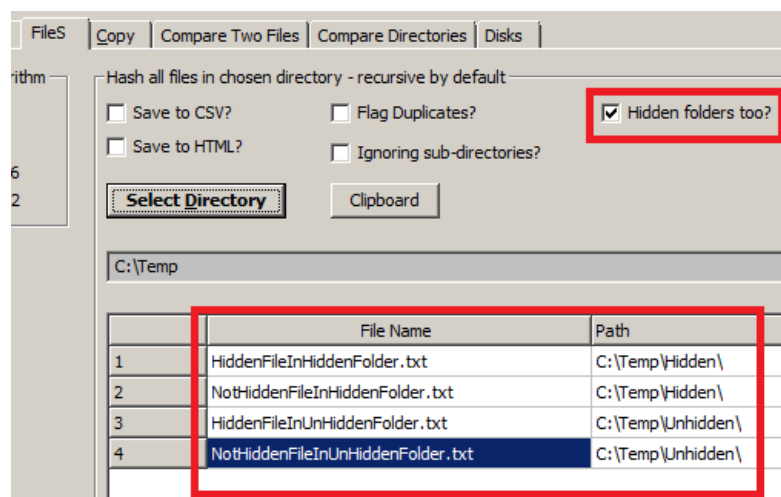 FileS Copy Compare Two Files Compare Directories Disks
rithm Hash all files in chosen directory - recursive by default
Save to CSV? Flag Duplicates? Hidden folders too?
Save to HTML? Ignoring sub-directories?
6
2 Select Directory Clipboard
C:\Temp
File Name Path
1 HiddenFileInHiddenFolder.txt C:\Temp\Hidden\
2 NotHiddenFileInHiddenFolder.txt C:\Temp\Hidden\
3 HiddenFileInUnHiddenFolder.txt C:\Temp\Unhidden\
4 NotHiddenFileInUnHiddenFolder.txt C:\Temp\Unhidden\